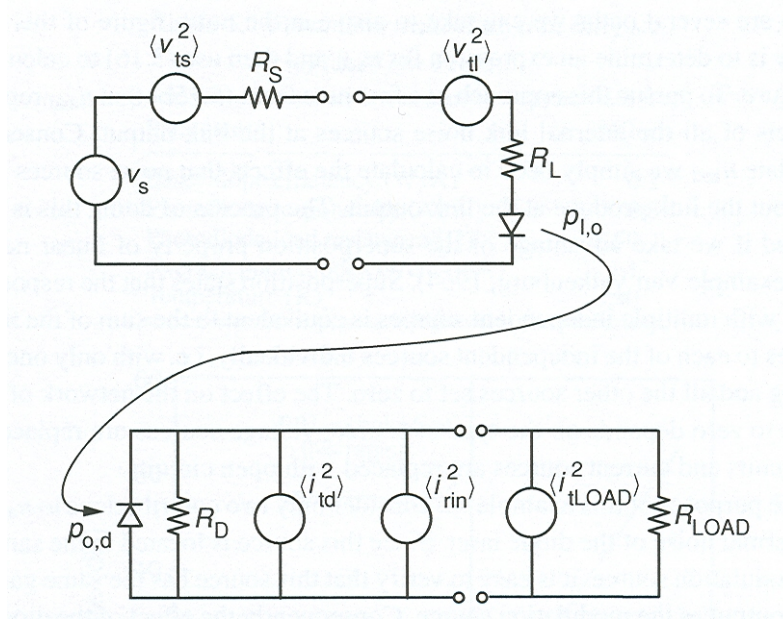 ⟨v²ts⟩
RS
⟨v²tl⟩
vs
RL
pl,o
po,d
RD
⟨i²td⟩
⟨i²rin⟩
⟨i²tLOAD⟩
RLOAD